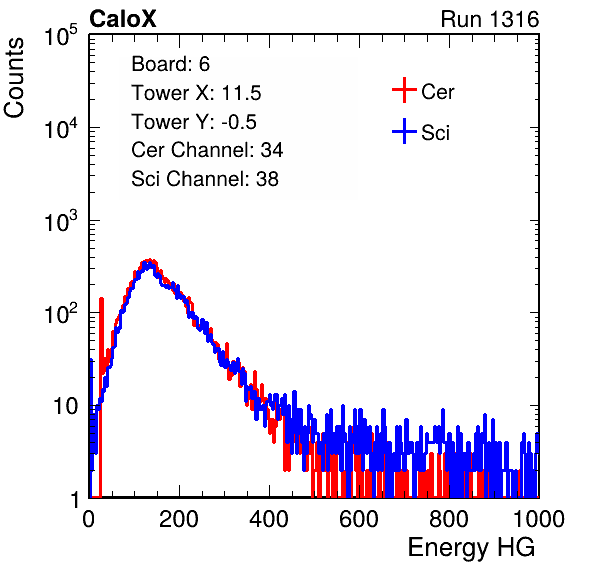 CaloX Run 1316
Counts
Board: 6
Tower X: 11.5
Tower Y: -0.5
Cer Channel: 34
Sci Channel: 38
Cer
Sci
10^5
10^4
10^3
10^2
10
1
0 200 400 600 800 1000
Energy HG